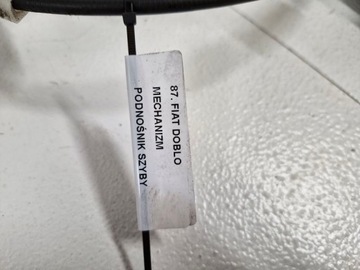 87. FIAT DOBLO
MECHANIZM
PODNOŚNIK SZYBY